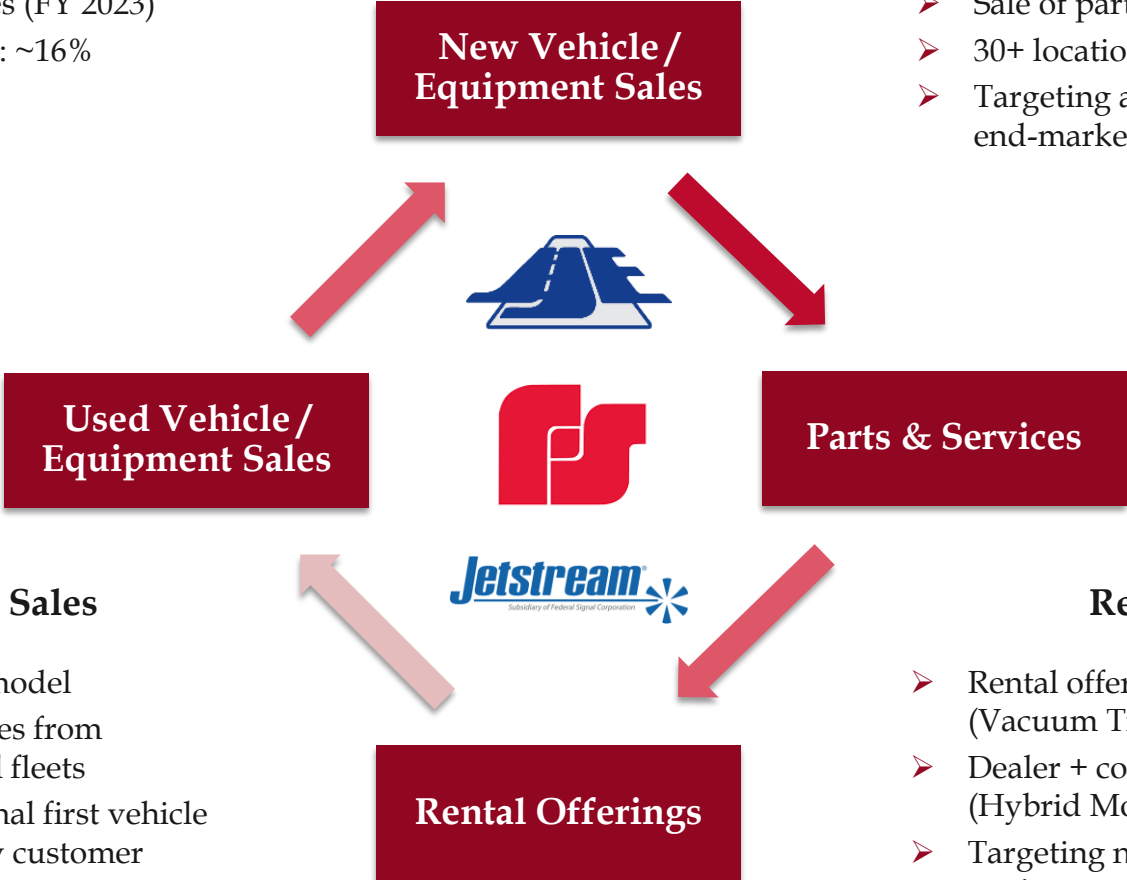 es (FY 2023)
: ~16%
New Vehicle/
Equipment Sales
Sale of part
30+ locatio
Targeting a
end-marke
Used Vehicle/
Equipment Sales
Parts & Services
Jetstream
Subsidiary of Federal Signal Corporation
Sales
nodel
es from
l fleets
nal first vehicle
y customer
Rental Offerings
Re
Rental offer
(Vacuum T
Dealer + co
(Hybrid Mo
Targeting n